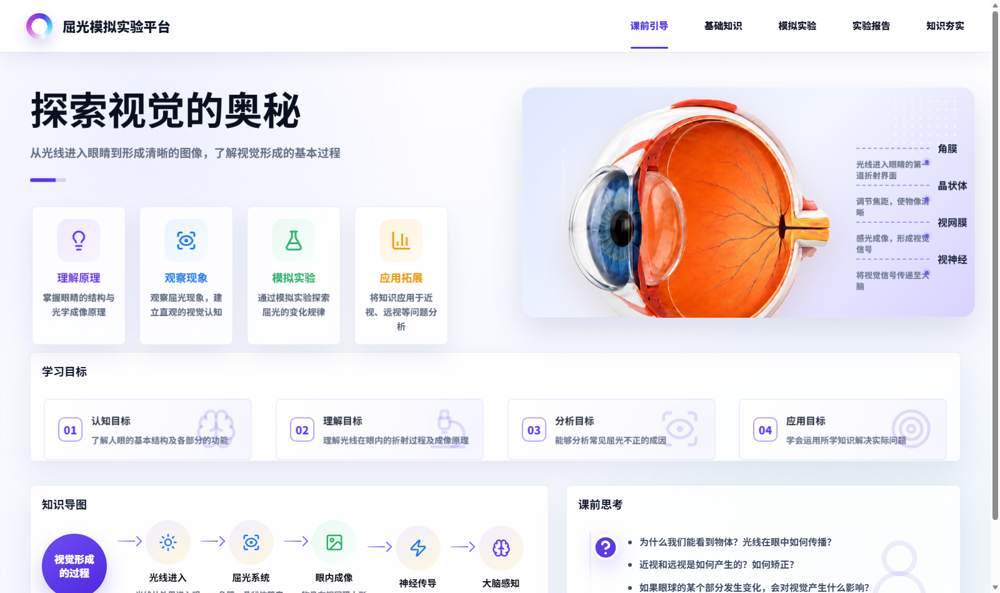 屈光模拟实验平台
课前引导
基础知识
模拟实验
实验报告
知识夯实
探索视觉的奥秘
从光线进入眼睛到形成清晰的图像，了解视觉形成的基本过程
理解原理
掌握眼睛的结构与
光学成像原理
观察现象
观察屈光现象，建
立直观的视觉认知
模拟实验
通过模拟实验探索
屈光的变化规律
应用拓展
将知识应用于近
视、远视等问题分
析
角膜
光线进入眼睛的第一
道折射界面
晶状体
调节焦距，使物像清
晰
视网膜
感光成像，形成视觉
信号
视神经
将视觉信号传递至大
脑
学习目标
01
认知目标
了解人眼的基本结构及各部分的功能
02
理解目标
理解光线在眼内的折射过程及成像原理
03
分析目标
能够分析常见屈光不正的成因
04
应用目标
学会运用所学知识解决实际问题
知识导图
视觉形成
的过程
光线进入
屈光系统
眼内成像
神经传导
大脑感知
课前思考
为什么我们能看到物体？光线在眼中如何传播？
近视和远视是如何产生的？如何矫正？
如果眼球的某个部分发生变化，会对视觉产生什么影响？